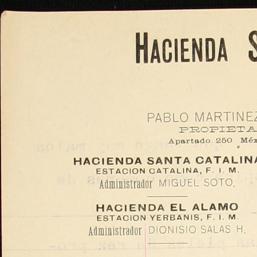 HACIENDA S
PABLO MARTINEZ
PROPIETA
Apartado 250 Méx
HACIENDA SANTA CATALINA
ESTACION CATALINA, F. I. M.
Administrador MIGUEL SOTO,
HACIENDA EL ALAMO
ESTACION YERBANIS, F. I. M.
Administrador DIONISIO SALAS H,